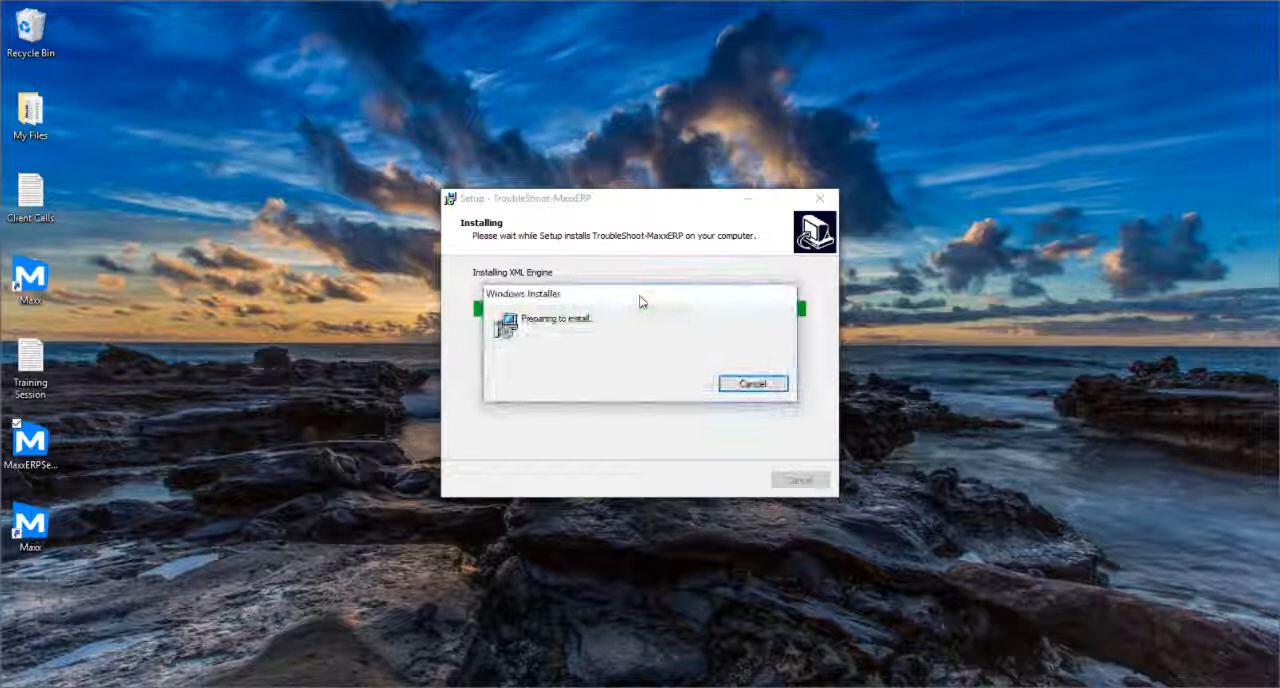 Recycle Bin
My Files
Client Calls
Maxx
Training
Session
MaxxERPSe...
Maxx
Setup - TroubleShoot-MaxxERP
Installing
Please wait while Setup installs TroubleShoot-MaxxERP on your computer.
Installing XML Engine
Windows Installer
Preparing to install...
Cancel
Cancel